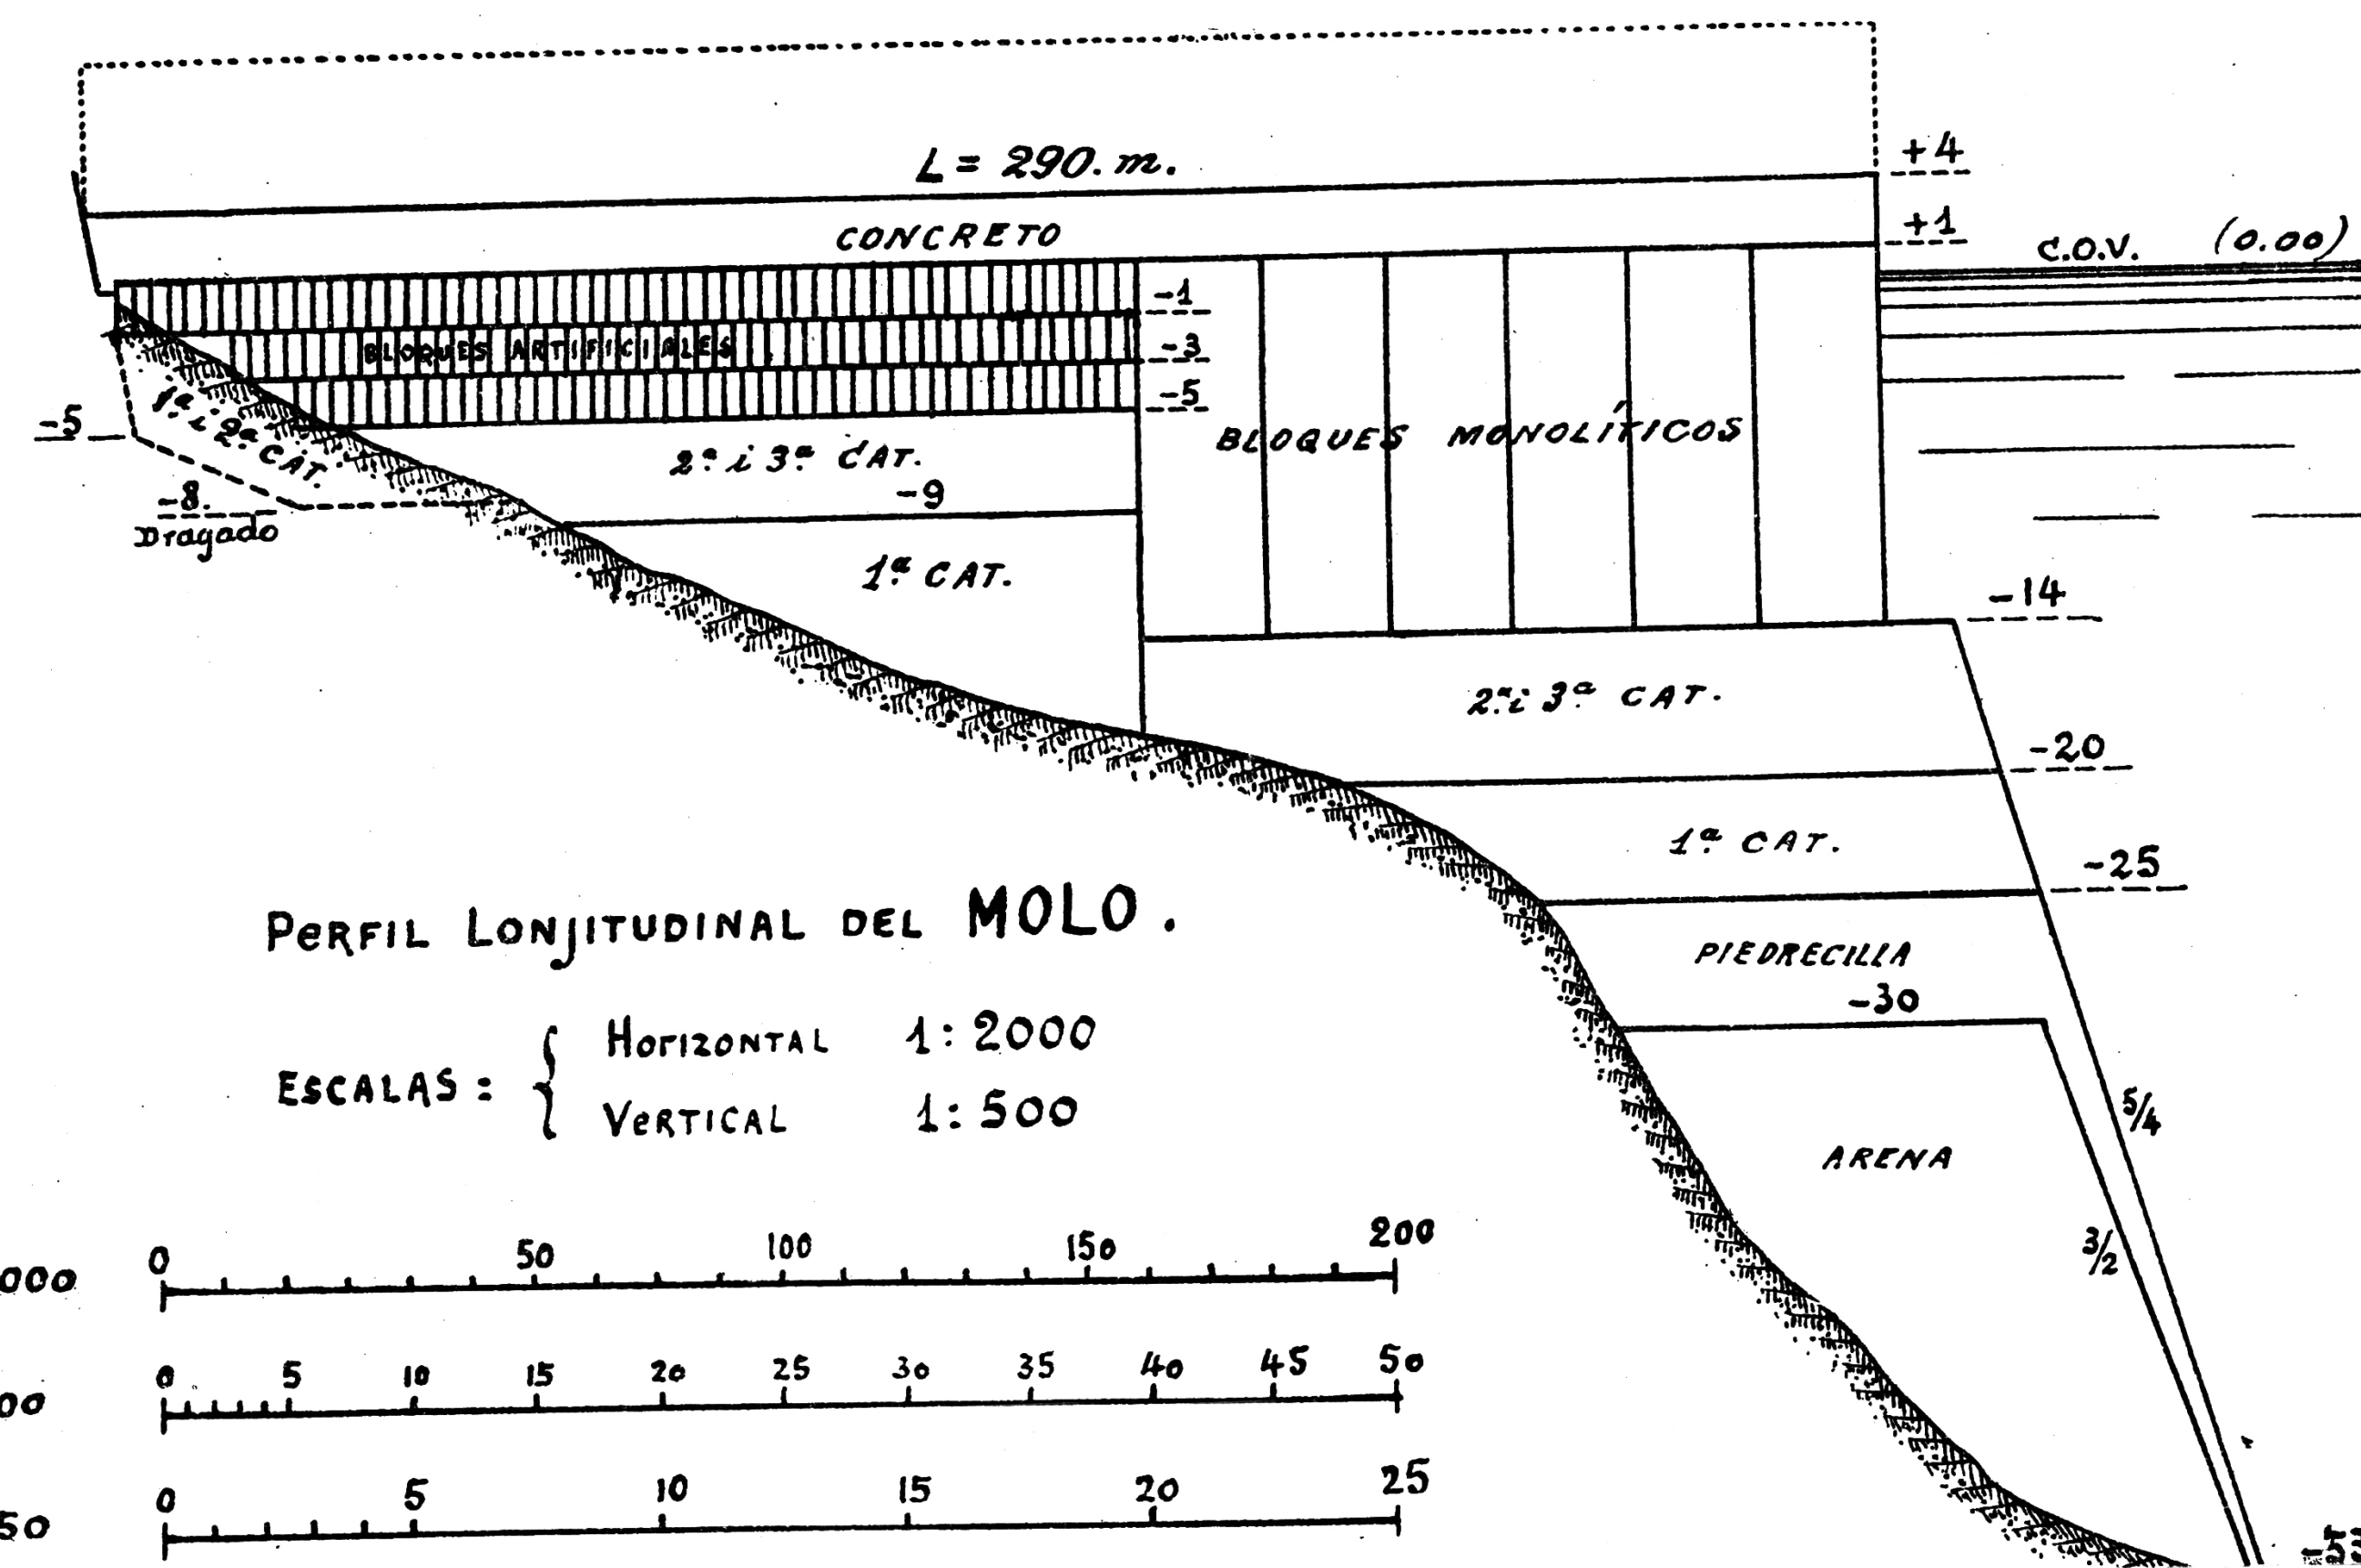 L = 290. m.
+4
CONCRETO
+1
C.O.V. (0.00)
-1
BLOQUES ARTIFICIALES
-3
-5
-5
1ª i 2ª CAT.
2ª i 3ª CAT.
BLOQUES MONOLÍTICOS
-8.
Dragado
-9
1ª CAT.
-14
2ª i 3ª CAT.
-20
1ª CAT.
-25
PERFIL LONJITUDINAL DEL MOLO.
PIEDRECILLA
-30
ESCALAS: { HORIZONTAL 1:2000
VERTICAL 1:500
5/4
ARENA
3/2
0 50 100 150 200
000
0 5 10 15 20 25 30 35 40 45 50
00
0 5 10 15 20 25
50